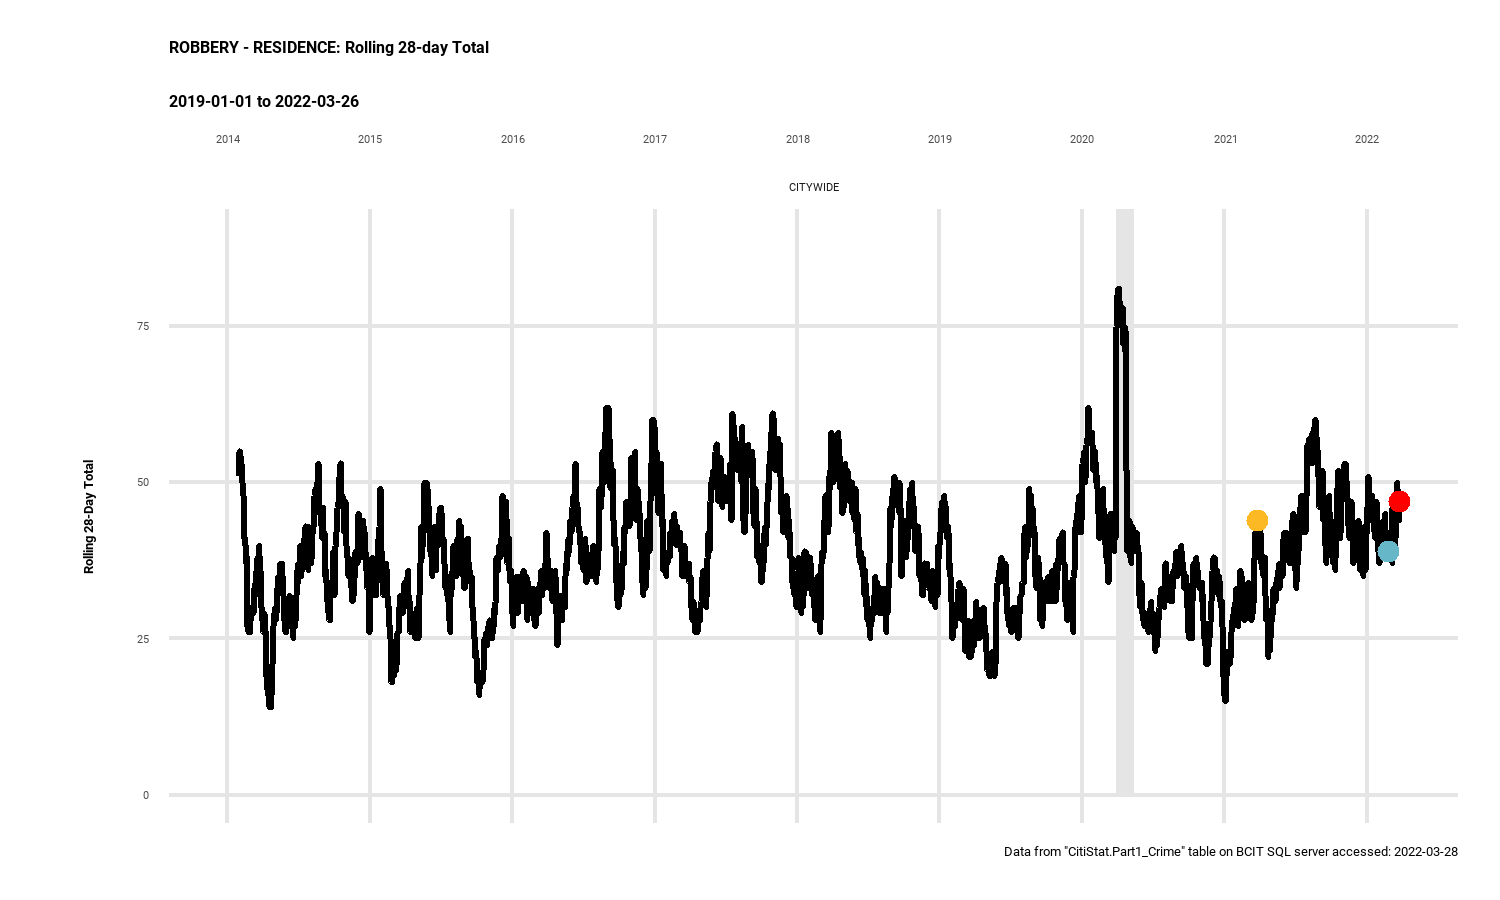 ROBBERY - RESIDENCE: Rolling 28-day Total
2019-01-01 to 2022-03-26
2014 2015 2016 2017 2018 2019 2020 2021 2022
CITYWIDE
75
50
25
0
Rolling 28-Day Total
Data from "CitiStat.Part1_Crime" table on BCIT SQL server accessed: 2022-03-28